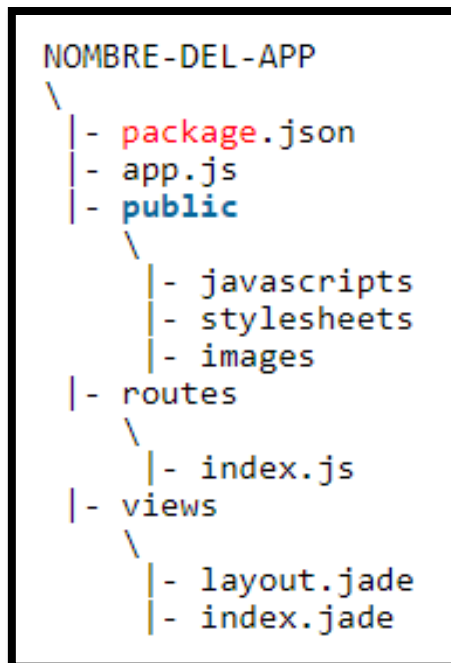 NOMBRE-DEL-APP
\
|- package.json
|- app.js
|- public
\
|- javascripts
|- stylesheets
|- images
|- routes
\
|- index.js
|- views
\
|- layout.jade
|- index.jade